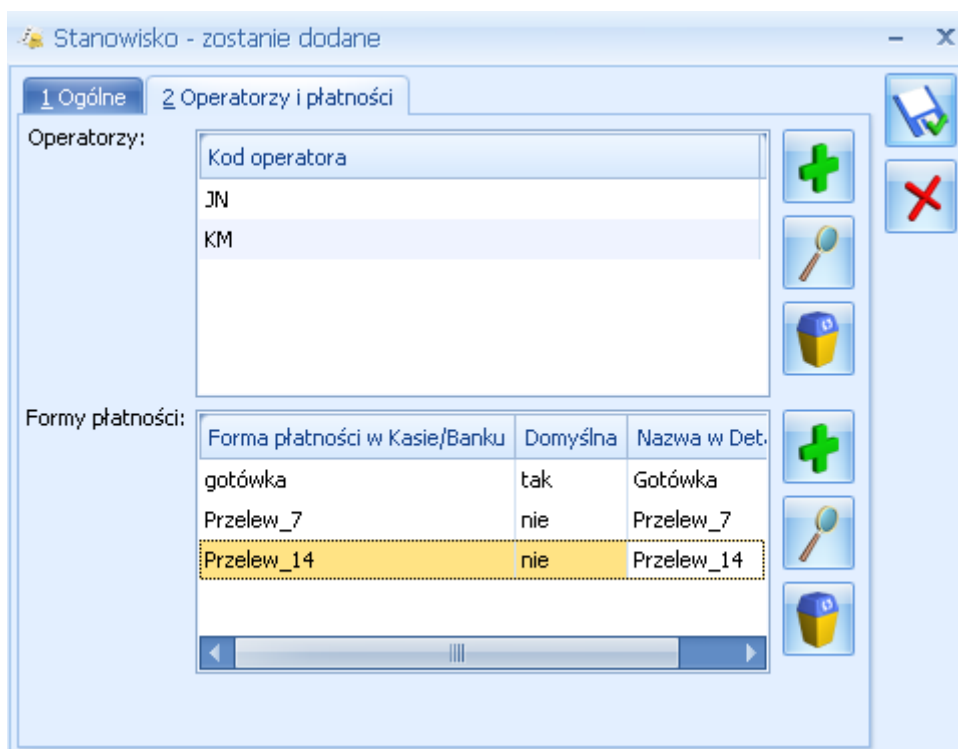 Stanowisko - zostanie dodane
1 Ogólne 2 Operatorzy i płatności
Operatorzy:
Kod operatora
JN
KM
Formy płatności:
Forma płatności w Kasie/Banku Domyślna Nazwa w Det
gotówka tak Gotówka
Przelew_7 nie Przelew_7
Przelew_14 nie Przelew_14